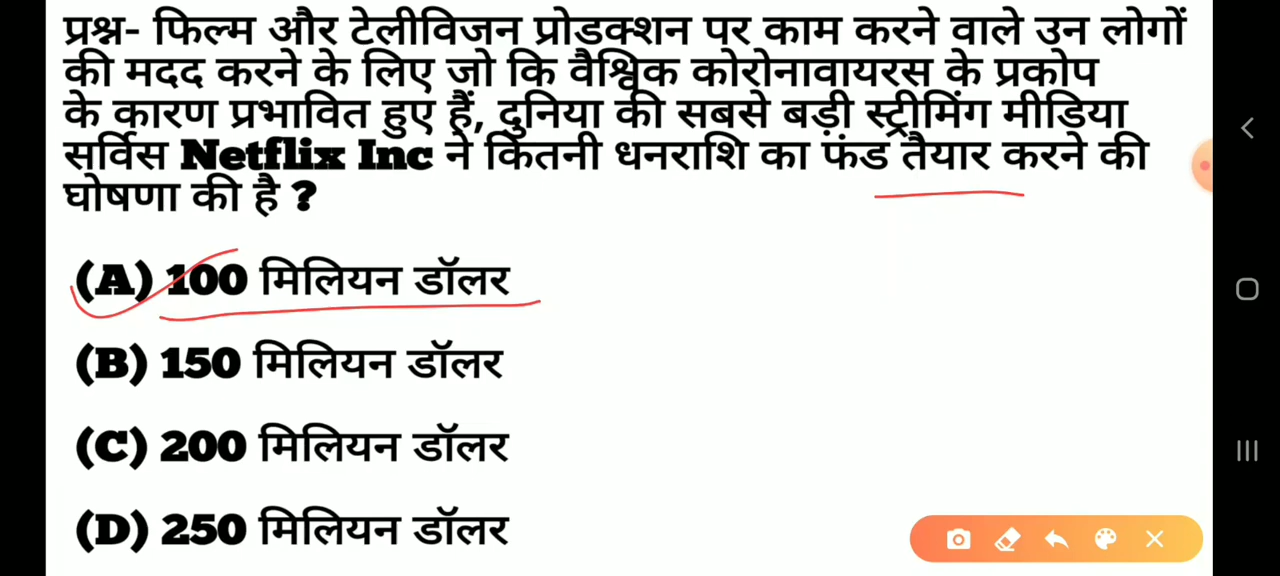 प्रश्न- फिल्म और टेलीविजन प्रोडक्शन पर काम करने वाले उन लोगों
की मदद करने के लिए जो कि वैश्विक कोरोनावायरस के प्रकोप
के कारण प्रभावित हुए हैं, दुनिया की सबसे बड़ी स्ट्रीमिंग मीडिया
सर्विस Netflix Inc ने कितनी धनराशि का फंड तैयार करने की
घोषणा की है ?
(A) 100 मिलियन डॉलर
(B) 150 मिलियन डॉलर
(C) 200 मिलियन डॉलर
(D) 250 मिलियन डॉलर